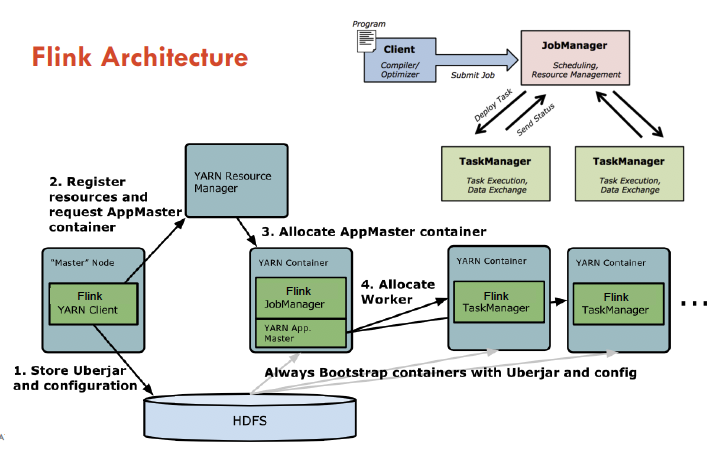 Flink Architecture
Program
Client
Compiler/
Optimizer
Submit Job
JobManager
Scheduling,
Resource Management
Deploy Task
Send Status
TaskManager
Task Execution,
Data Exchange
TaskManager
Task Execution,
Data Exchange
2. Register
resources and
request AppMaster
container
YARN Resource
Manager
3. Allocate AppMaster container
"Master" Node
Flink
YARN Client
YARN Container
Flink
JobManager
YARN App.
Master
4. Allocate
Worker
YARN Container
Flink
TaskManager
YARN Container
Flink
TaskManager
...
1. Store Uberjar
and configuration
Always Bootstrap containers with Uberjar and config
HDFS
A